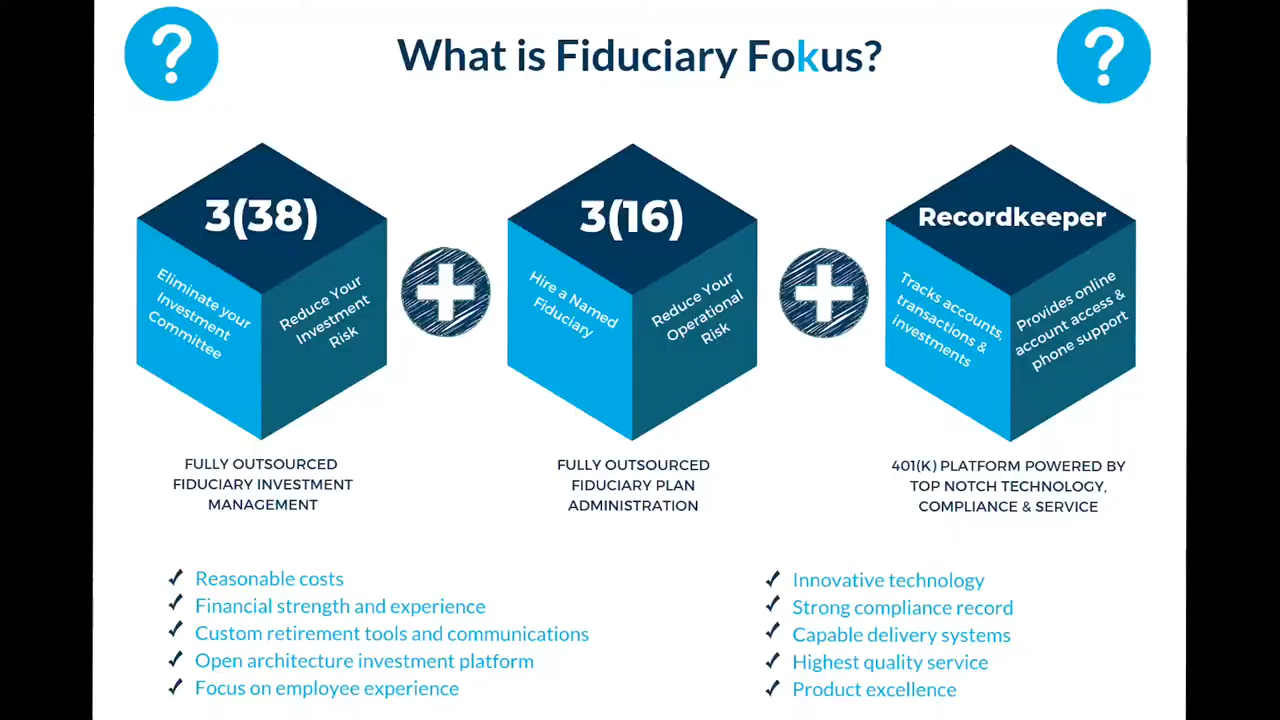 ?
What is Fiduciary Fokus?
?
3(38)
Eliminate your
Investment
Committee
Reduce Your
Investment
Risk
FULLY OUTSOURCED
FIDUCIARY INVESTMENT
MANAGEMENT
3(16)
Hire a Named
Fiduciary
Reduce Your
Operational
Risk
FULLY OUTSOURCED
FIDUCIARY PLAN
ADMINISTRATION
Recordkeeper
Tracks accounts,
transactions &
investments
Provides online
account access &
phone support
401(K) PLATFORM POWERED BY
TOP NOTCH TECHNOLOGY,
COMPLIANCE & SERVICE
Reasonable costs
Financial strength and experience
Custom retirement tools and communications
Open architecture investment platform
Focus on employee experience
Innovative technology
Strong compliance record
Capable delivery systems
Highest quality service
Product excellence